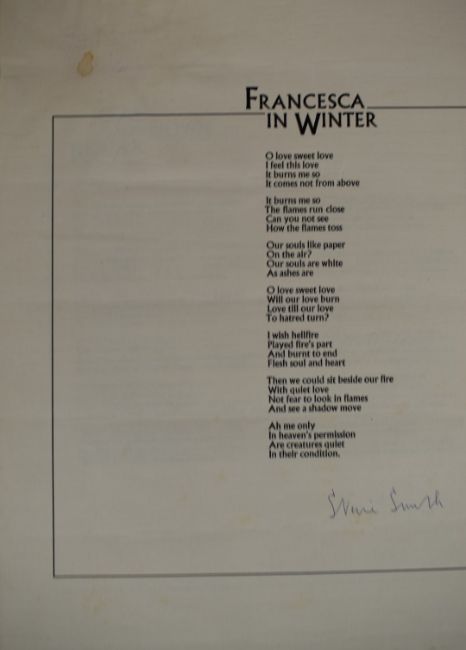 FRANCESCA
IN WINTER
O love sweet love
I feel this love
It burns me so
It comes not from above
It burns me so
The flames run close
Can you not see
How the flames toss
Our souls like paper
On the air?
Our souls are white
As ashes are
O love sweet love
Will our love burn
Love till our love
To hatred turn?
I wish hellfire
Played fire's part
And burnt to end
Flesh soul and heart
Then we could sit beside our fire
With quiet love
Not fear to look in flames
And see a shadow move
Ah me only
In heaven's permission
Are creatures quiet
In their condition.
Stevie Smith